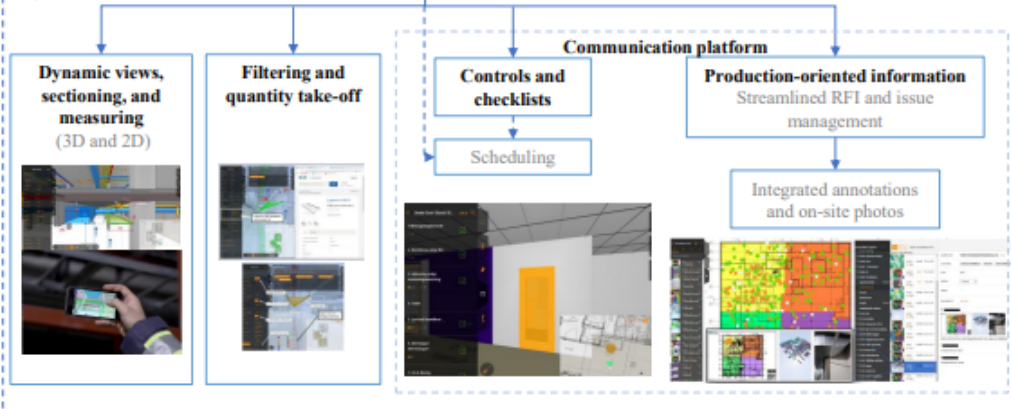 Communication platform
Dynamic views,
sectioning, and
measuring
(3D and 2D)
Filtering and
quantity take-off
Controls and
checklists
Scheduling
Production-oriented information
Streamlined RFI and issue
management
Integrated annotations
and on-site photos